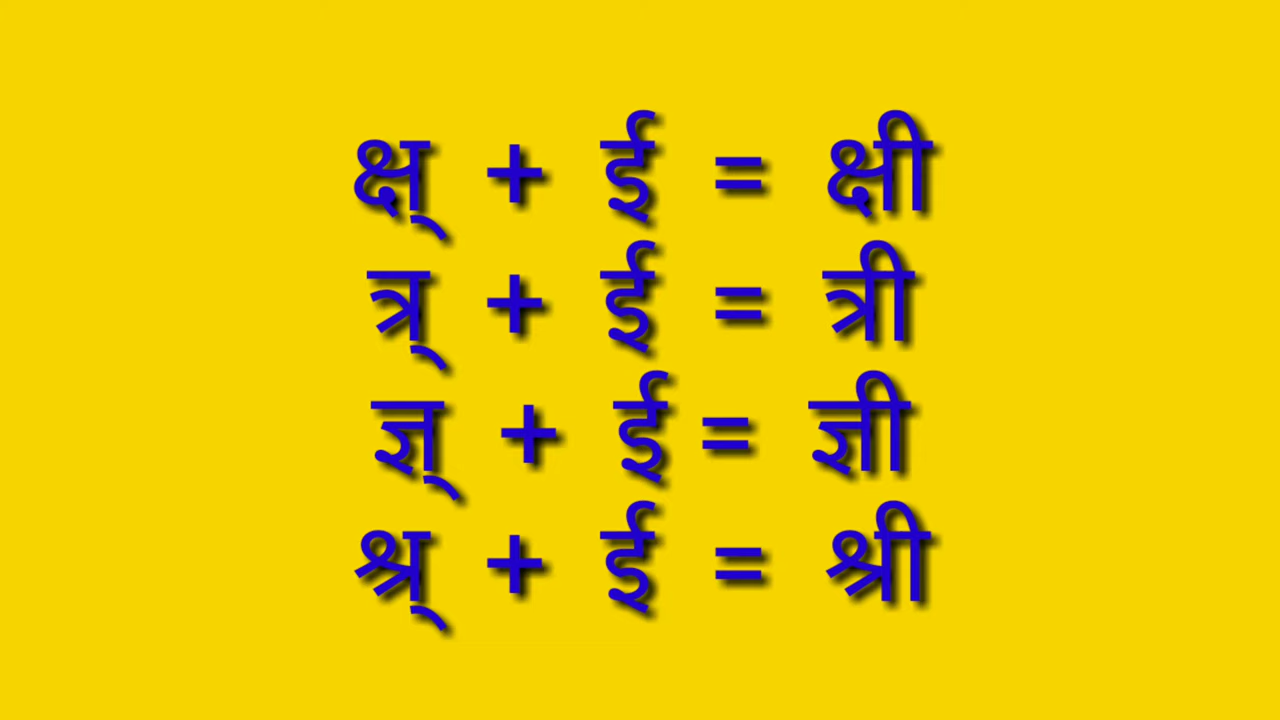 क्ष् + ई = क्षी
त्र् + ई = त्री
ज्ञ् + ई = ज्ञी
श्र् + ई = श्री